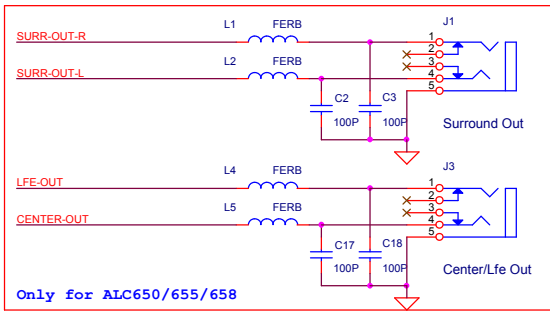 L1 FERB J1
SURR-OUT-R 1
2
3
SURR-OUT-L L2 FERB 4
5
C2 C3
100P 100P Surround Out
L4 FERB J3
LFE-OUT 1
2
3
CENTER-OUT L5 FERB 4
5
C17 C18
100P 100P Center/Lfe Out
Only for ALC650/655/658